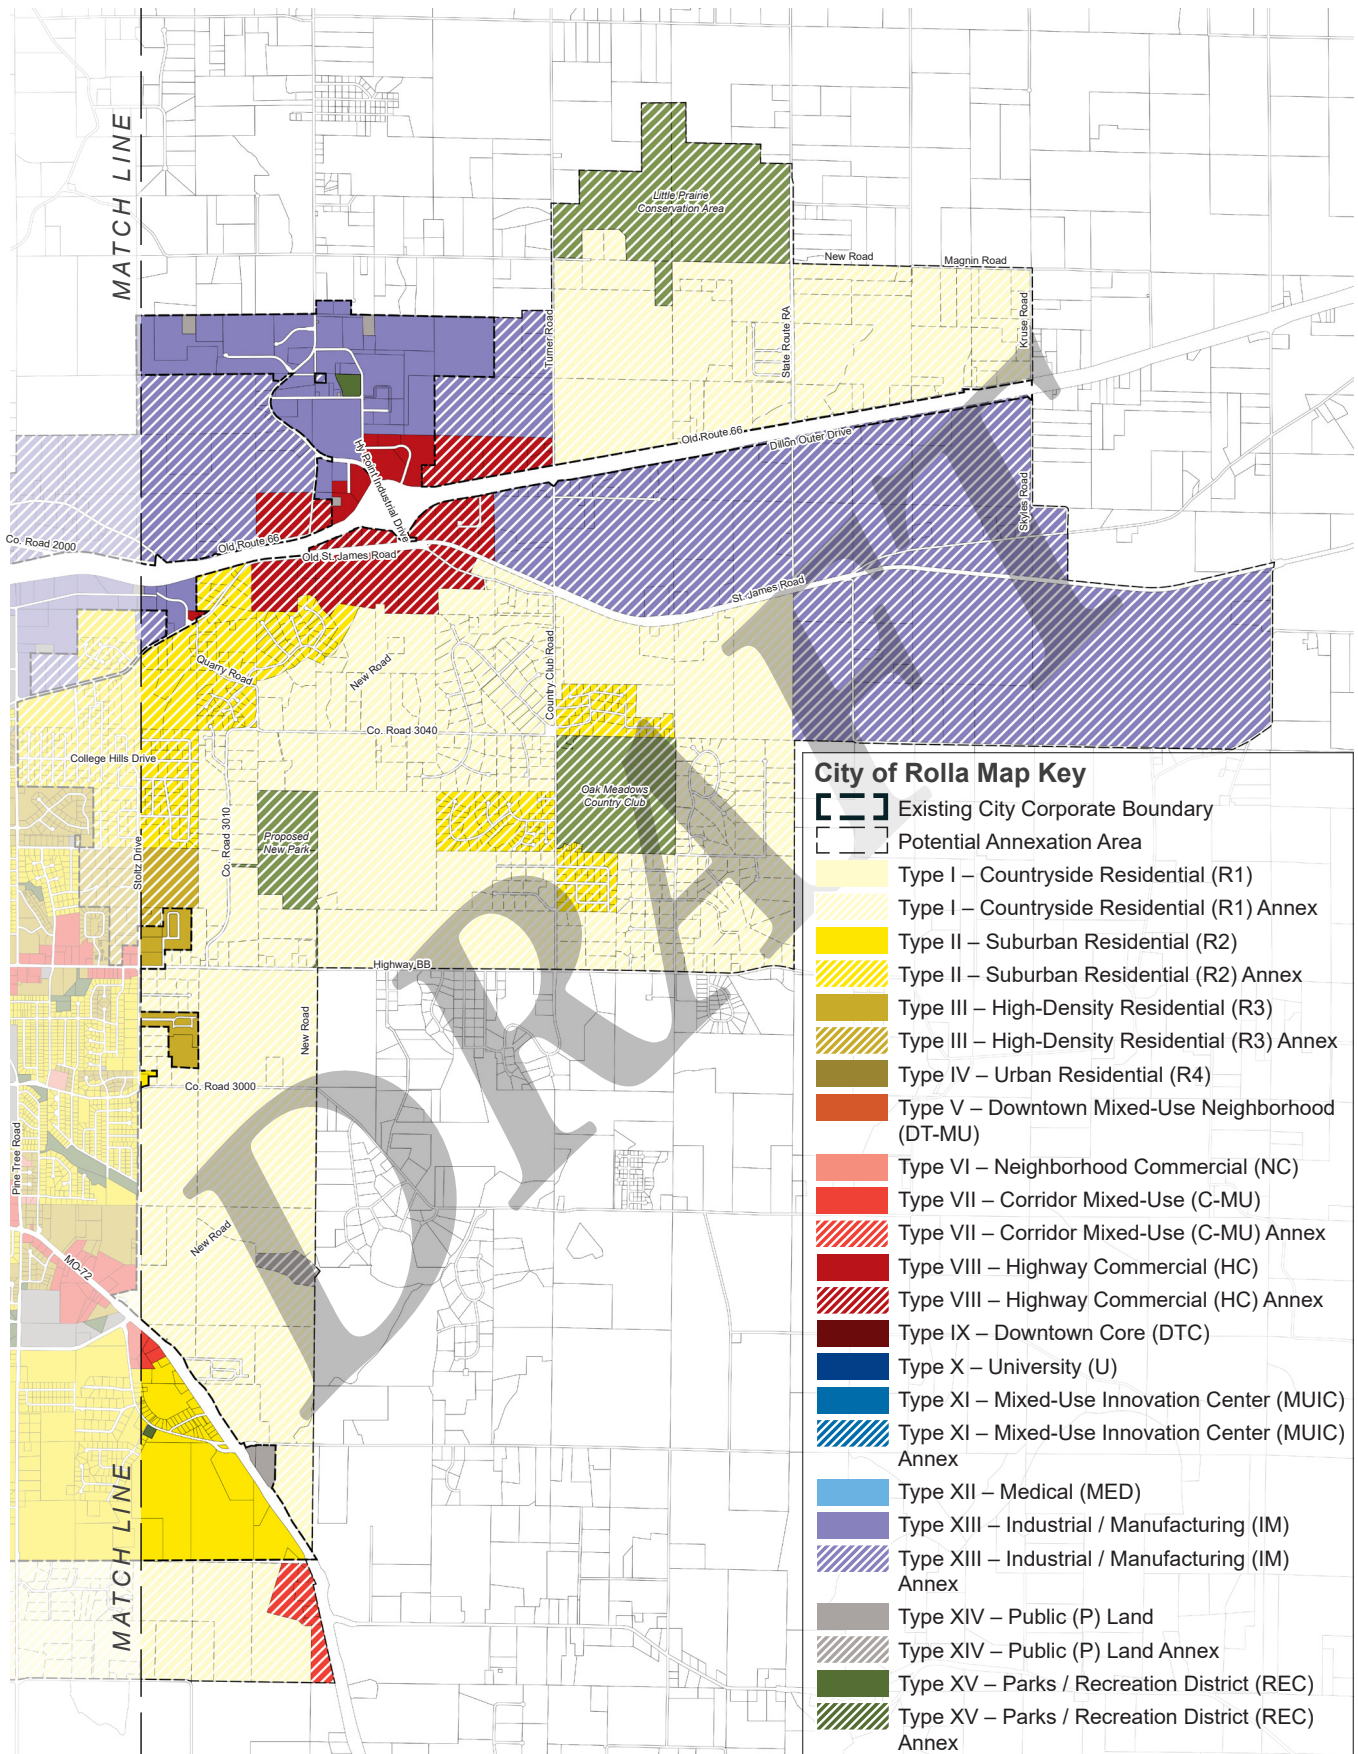 MATCH LINE
Little Prairie
Conservation Area
New Road
Magnin Road
Turner Road
State Route RA
Kruse Road
Old Route 66
Dillon Outer Drive
Hy Point Industrial Drive
Skyles Road
Co. Road 2000
Old Route 66
Old St. James Road
St. James Road
Quarry Road
New Road
Country Club Road
Co. Road 3040
College Hills Drive
Oak Meadows
Country Club
Proposed
New Park
Co. Road 3010
Stoltz Drive
Highway BB
New Road
Co. Road 3000
Pine Tree Road
New Road
MO-72
MATCH LINE
DRAFT
City of Rolla Map Key
Existing City Corporate Boundary
Potential Annexation Area
Type I – Countryside Residential (R1)
Type I – Countryside Residential (R1) Annex
Type II – Suburban Residential (R2)
Type II – Suburban Residential (R2) Annex
Type III – High-Density Residential (R3)
Type III – High-Density Residential (R3) Annex
Type IV – Urban Residential (R4)
Type V – Downtown Mixed-Use Neighborhood
(DT-MU)
Type VI – Neighborhood Commercial (NC)
Type VII – Corridor Mixed-Use (C-MU)
Type VII – Corridor Mixed-Use (C-MU) Annex
Type VIII – Highway Commercial (HC)
Type VIII – Highway Commercial (HC) Annex
Type IX – Downtown Core (DTC)
Type X – University (U)
Type XI – Mixed-Use Innovation Center (MUIC)
Type XI – Mixed-Use Innovation Center (MUIC)
Annex
Type XII – Medical (MED)
Type XIII – Industrial / Manufacturing (IM)
Type XIII – Industrial / Manufacturing (IM)
Annex
Type XIV – Public (P) Land
Type XIV – Public (P) Land Annex
Type XV – Parks / Recreation District (REC)
Type XV – Parks / Recreation District (REC)
Annex